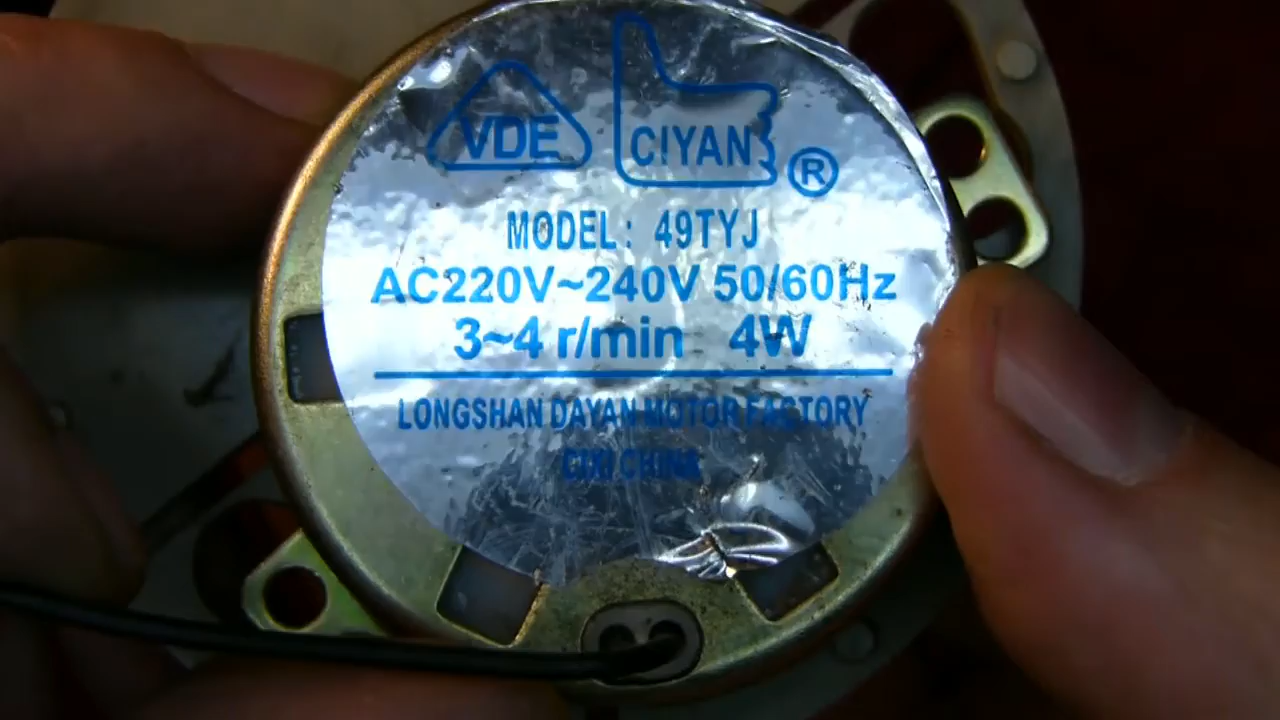 VDE CIYAN ®
MODEL: 49TYJ
AC220V~240V 50/60Hz
3~4 r/min 4W
LONGSHAN DAYAN MOTOR FACTORY
CIXI CHINA